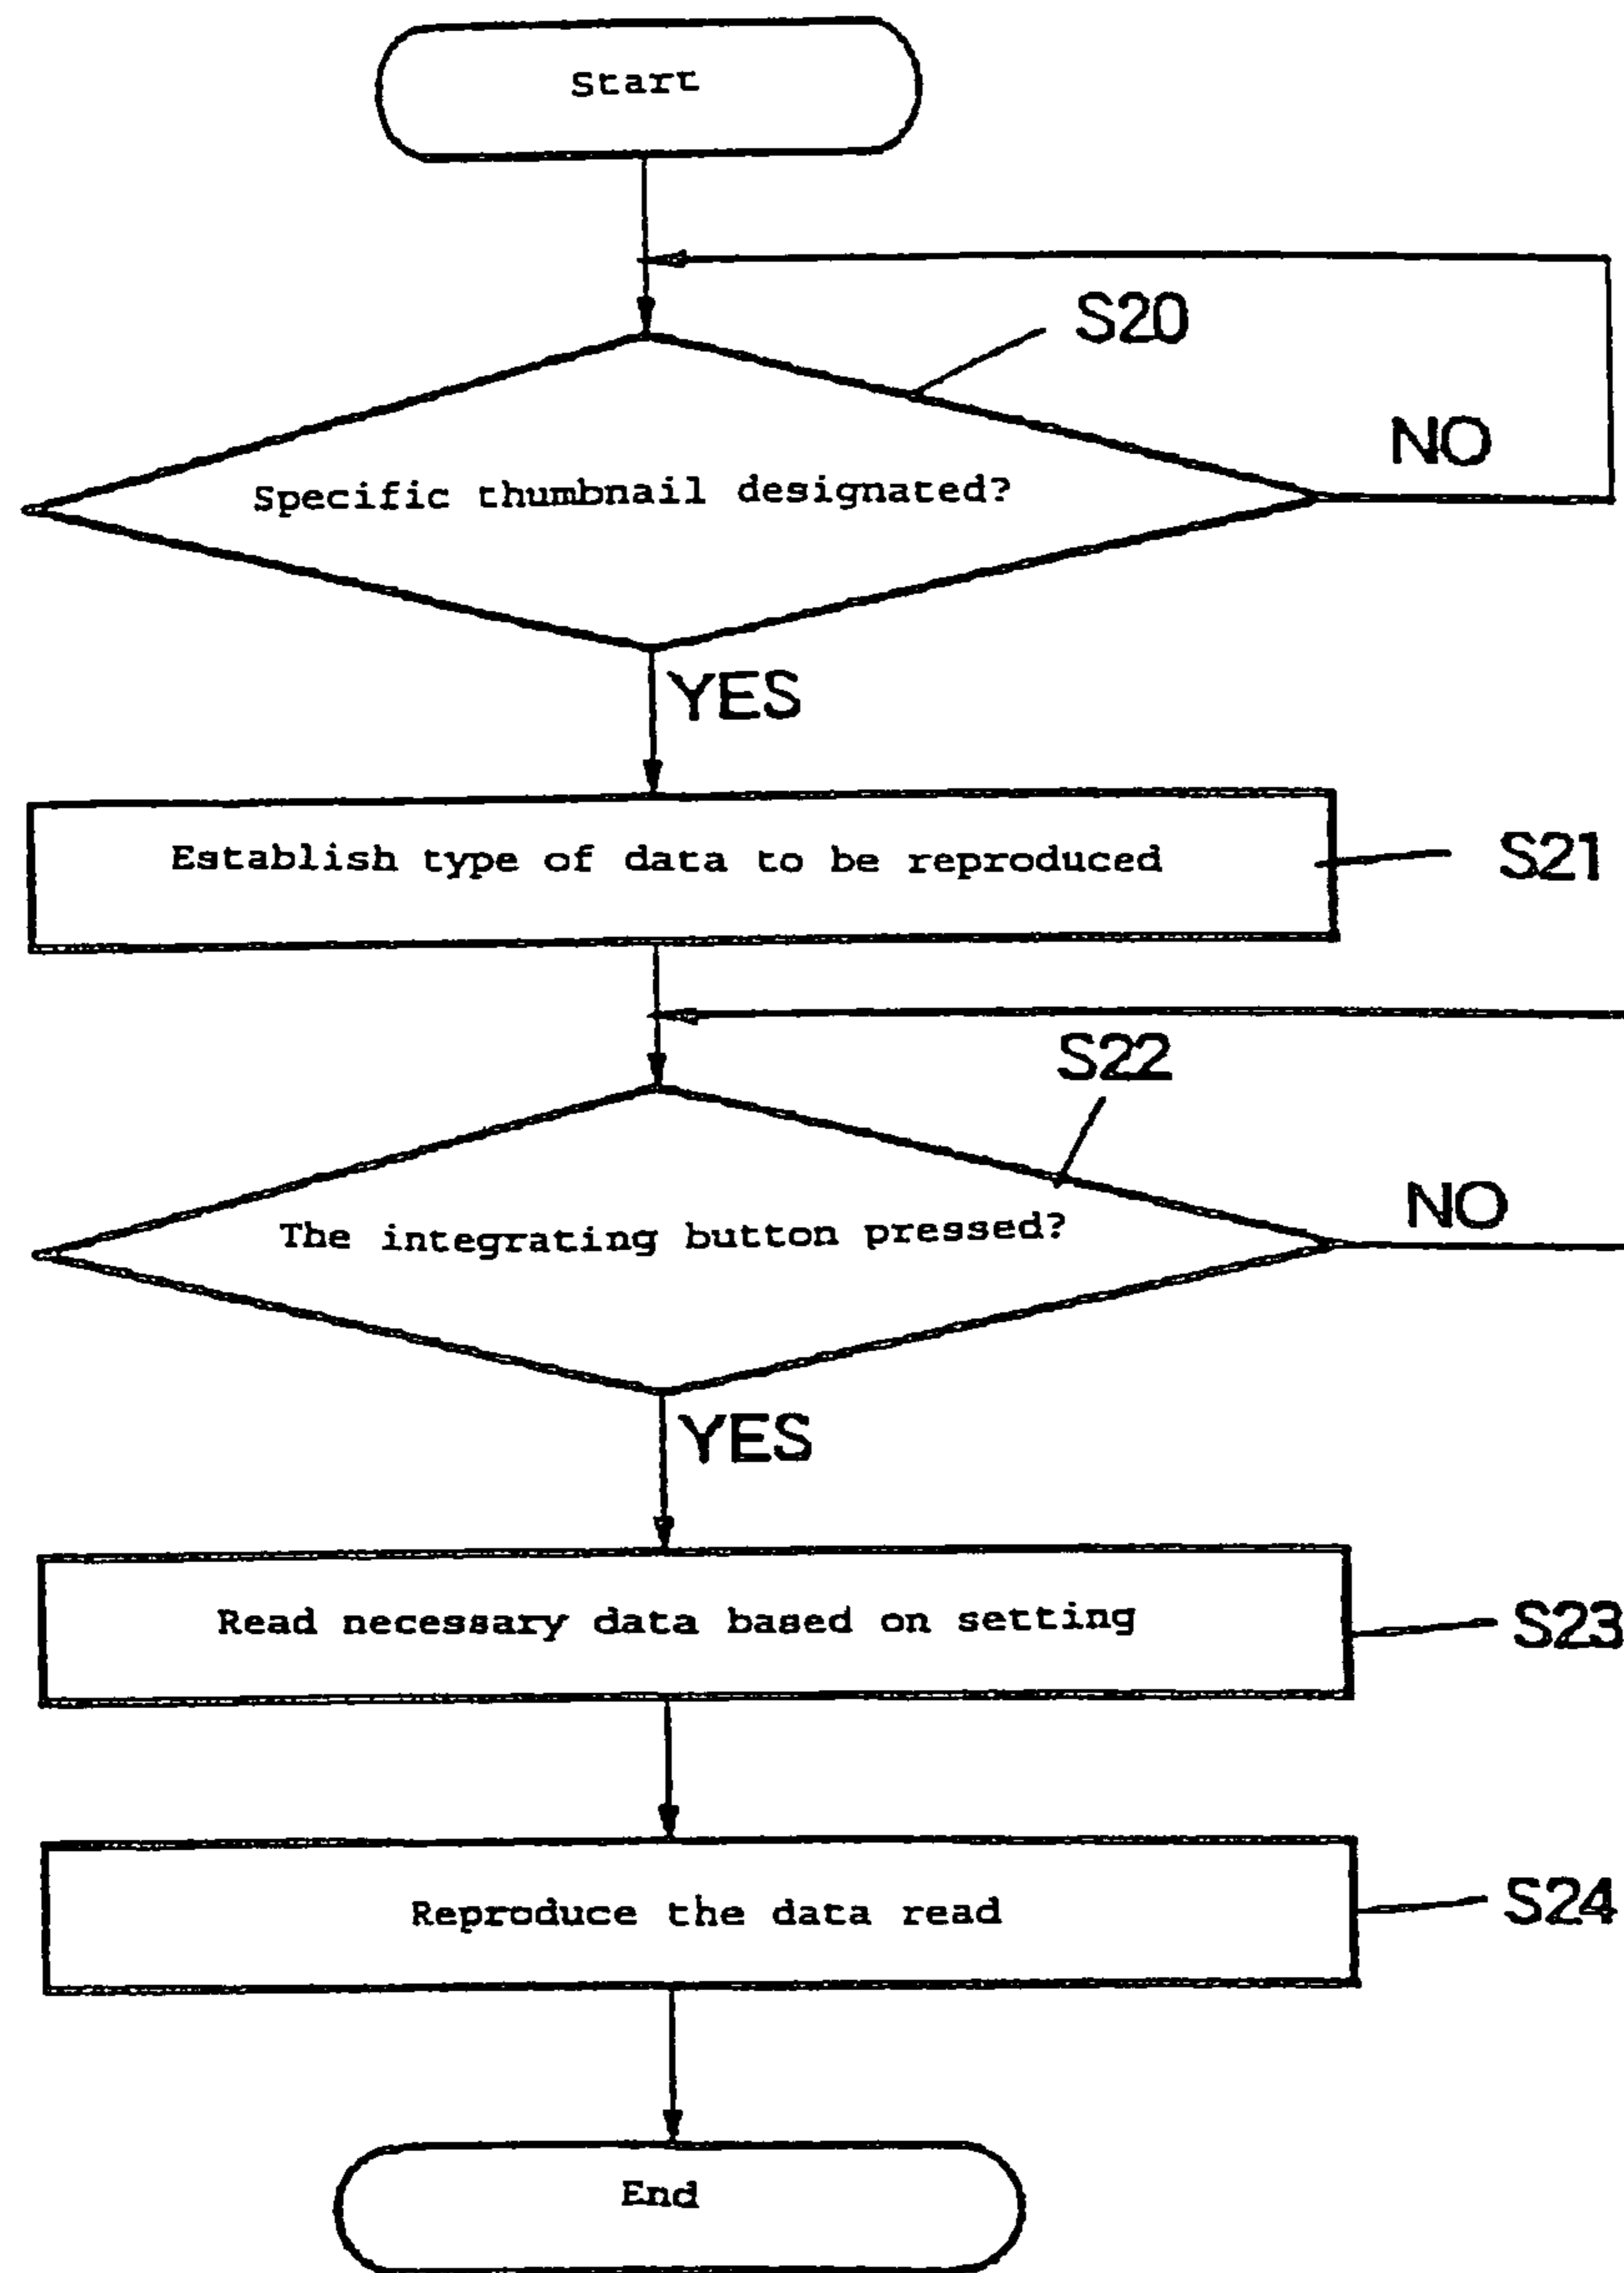 Start
S20
NO
Specific thumbnail designated?
YES
Establish type of data to be reproduced
S21
S22
NO
The integrating button pressed?
YES
Read necessary data based on setting
S23
Reproduce the data read
S24
End